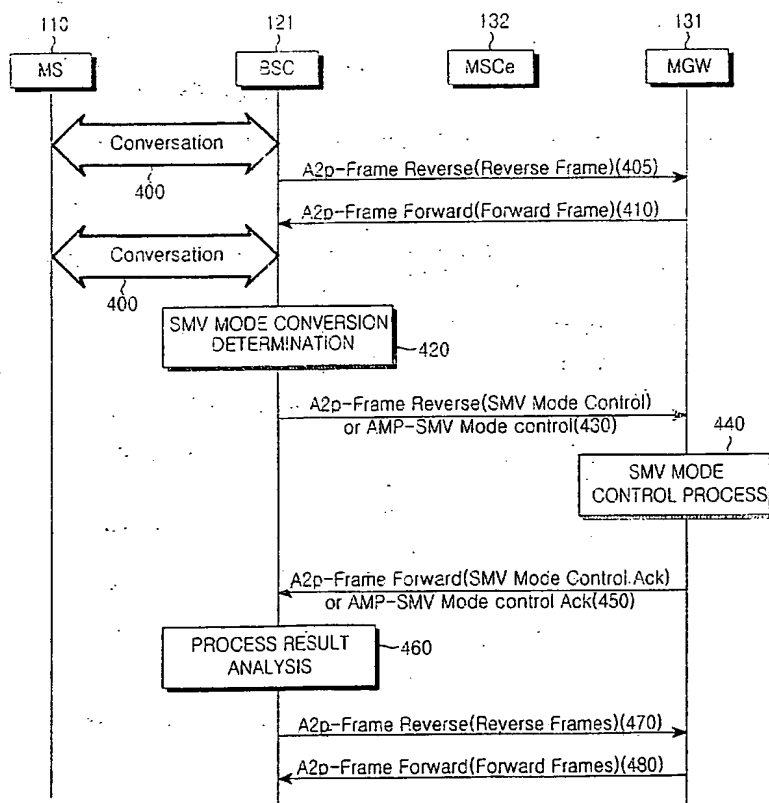 110
121
132
131
MS
BSC
MSCe
MGW
Conversation
400
A2p-Frame Reverse(Reverse Frame)(405)
A2p-Frame Forward(Forward Frame)(410)
Conversation
400
SMV MODE CONVERSION
DETERMINATION
420
A2p-Frame Reverse(SMV Mode Control)
or AMP-SMV Mode control(430)
440
SMV MODE
CONTROL PROCESS
A2p-Frame Forward(SMV Mode Control Ack)
or AMP-SMV Mode control Ack(450)
PROCESS RESULT
ANALYSIS
460
A2p-Frame Reverse(Reverse Frames)(470)
A2p-Frame Forward(Forward Frames)(480)